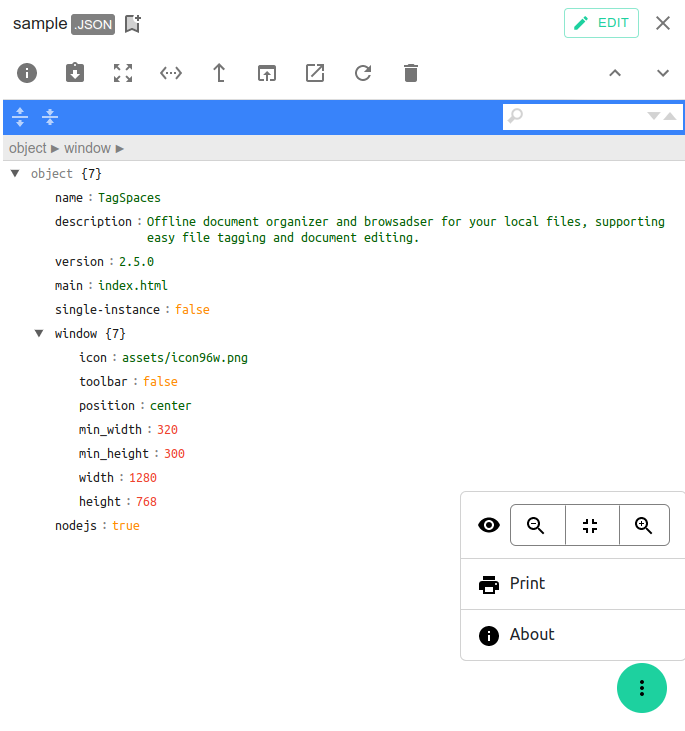 sample .JSON
EDIT
object ▶ window ▶
object {7}
name : TagSpaces
description : Offline document organizer and browsadser for your local files, supporting
easy file tagging and document editing.
version : 2.5.0
main : index.html
single-instance : false
window {7}
icon : assets/icon96w.png
toolbar : false
position : center
min_width : 320
min_height : 300
width : 1280
height : 768
nodejs : true
Print
About